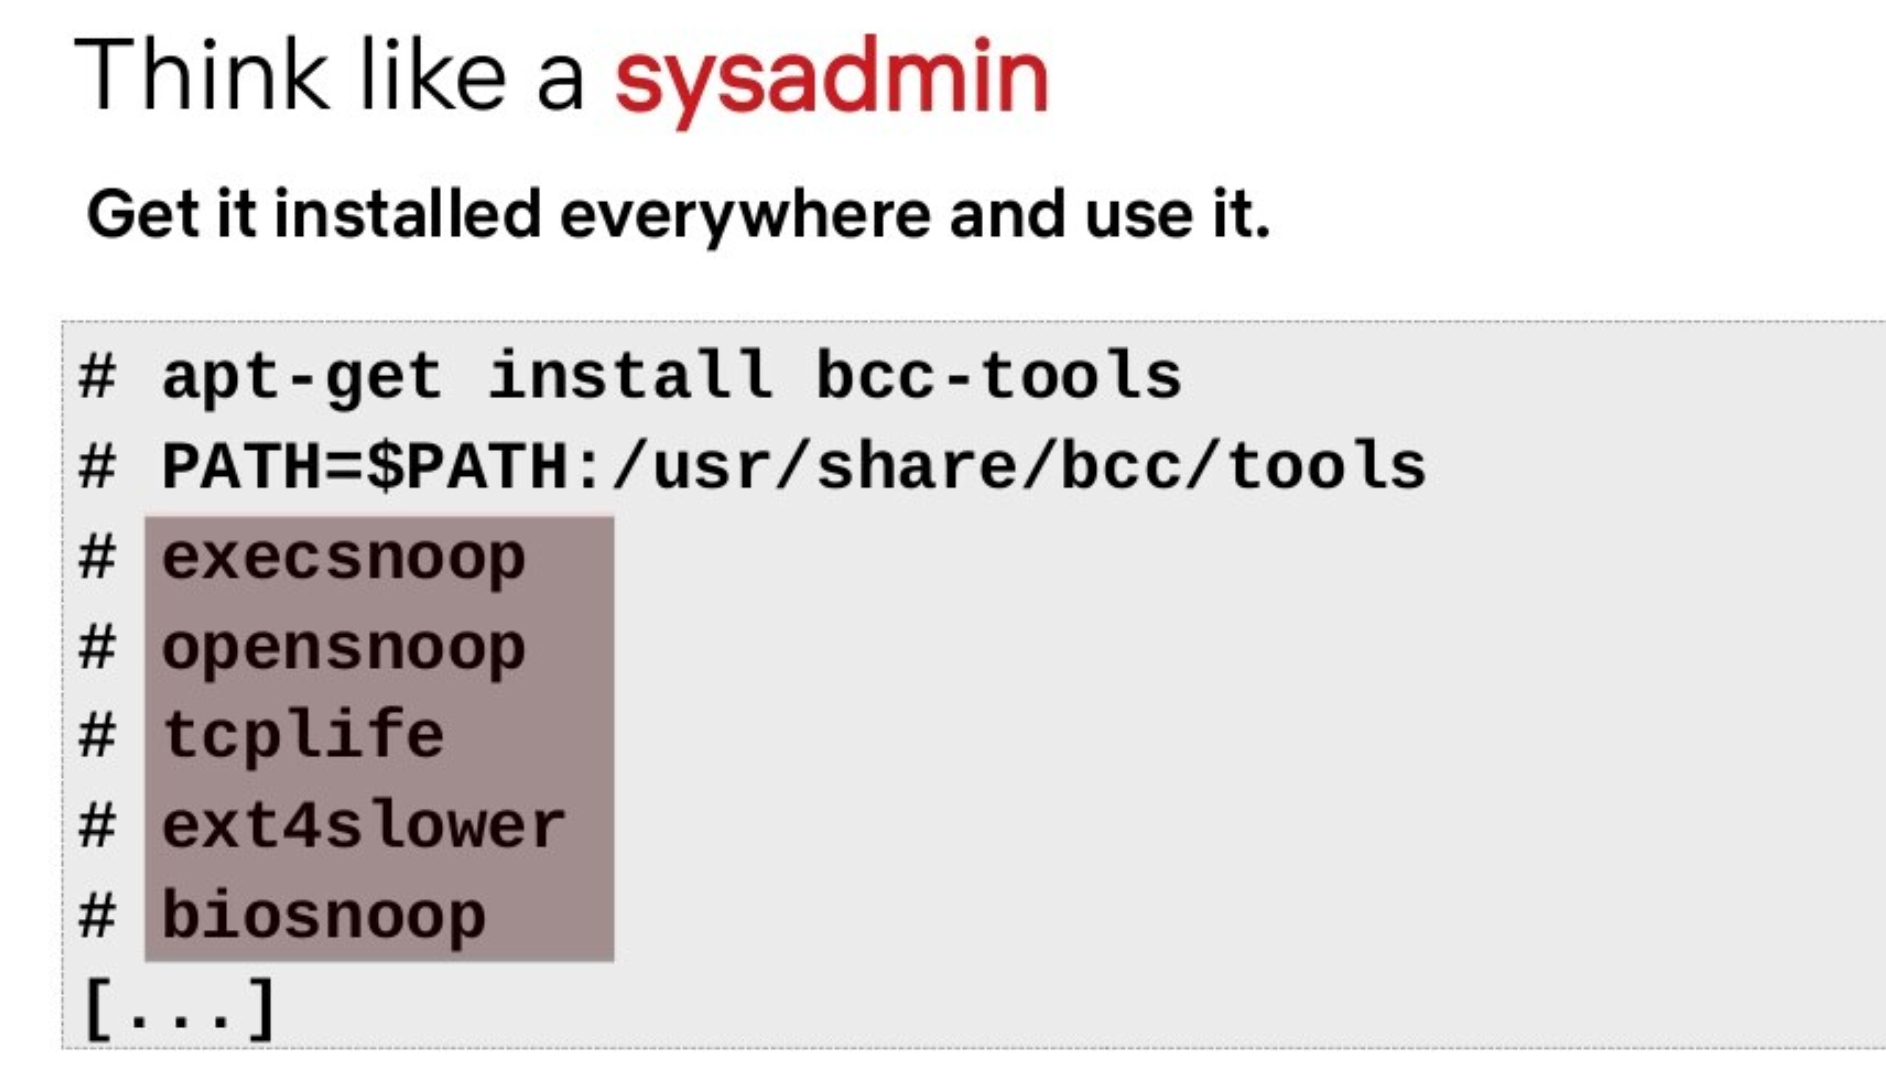 Think like a sysadmin
Get it installed everywhere and use it.
# apt-get install bcc-tools
# PATH=$PATH:/usr/share/bcc/tools
# execsnoop
# opensnoop
# tcplife
# ext4slower
# biosnoop
[...]